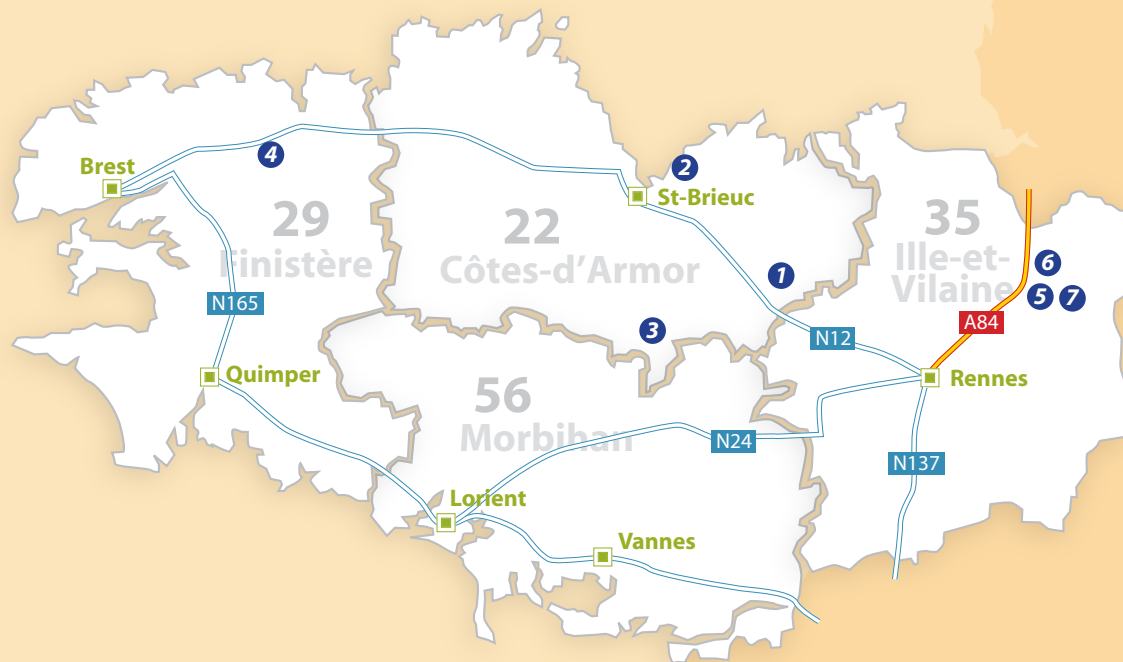 Brest
4
29
Finistère
N165
Quimper
22
Côtes-d’Armor
2
St-Brieuc
1
3
N12
35
Ille-et-
Vilaine
6
5
7
A84
Rennes
56
Morbihan
N24
N137
Lorient
Vannes